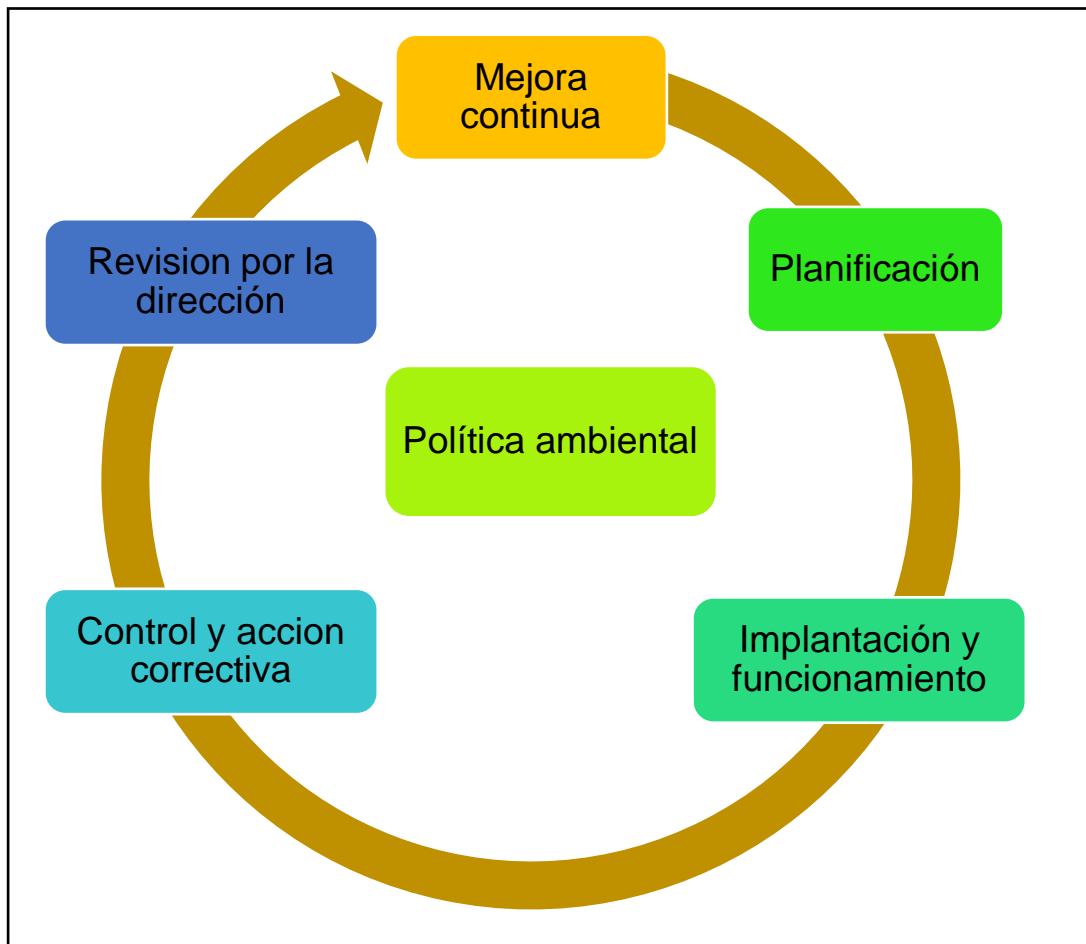 Mejora
continua
Planificación
Implantación y
funcionamiento
Control y accion
correctiva
Revision por la
dirección
Política ambiental